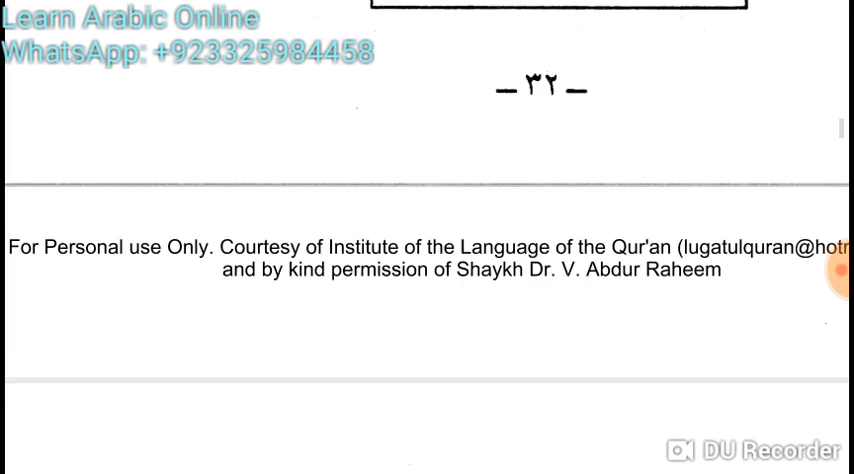 Learn Arabic Online
WhatsApp: +923325984458
– ٣٢ –
For Personal use Only. Courtesy of Institute of the Language of the Qur'an (lugatulquran@hotm
and by kind permission of Shaykh Dr. V. Abdur Raheem
DU Recorder